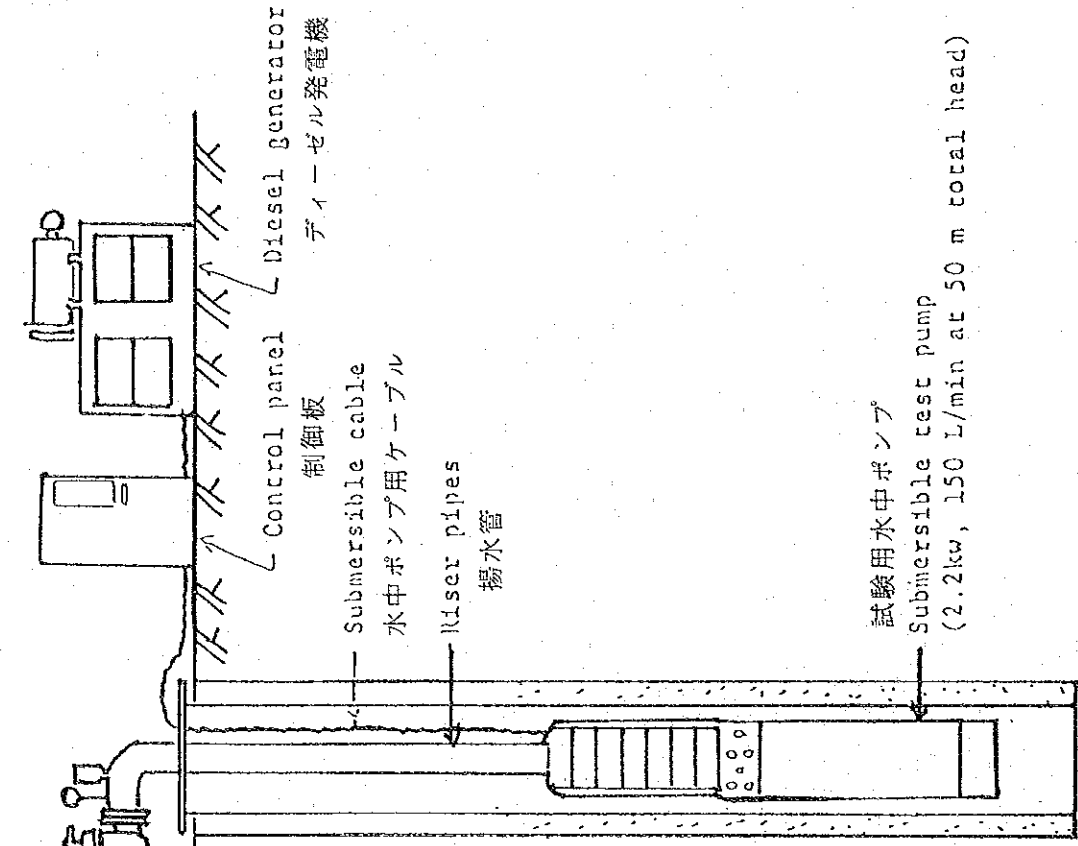 Diesel generator
ディーゼル発電機
Control panel
制御板
Submersible cable
水中ポンプ用ケーブル
Riser pipes
揚水管
試験用水中ポンプ
Submersible test pump
(2.2kw, 150 L/min at 50 m total head)